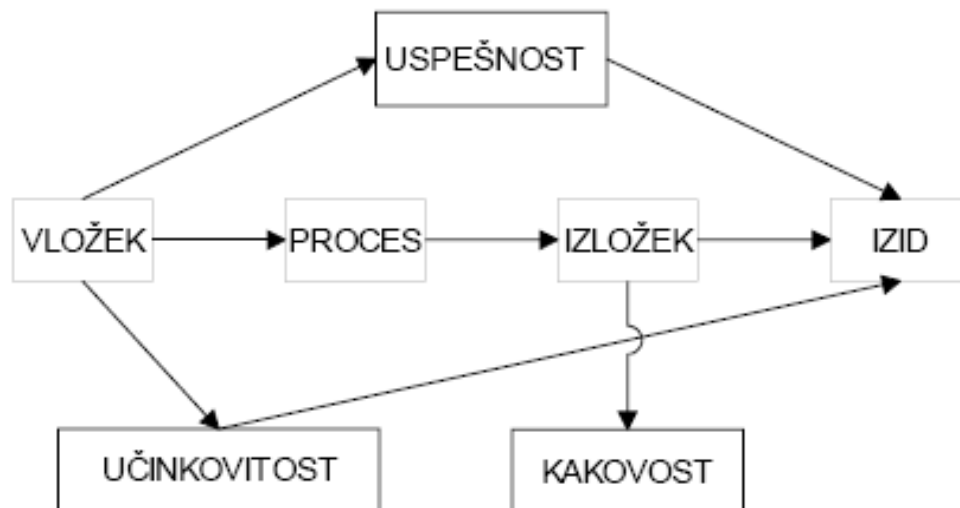 USPEŠNOST
VLOŽEK
PROCES
IZLOŽEK
IZID
UČINKOVITOST
KAKOVOST